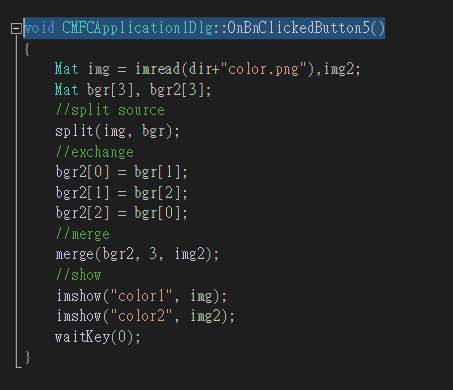 void CMFCApplication1Dlg::OnBnClickedButton5()
{
Mat img = imread(dir+"color.png"),img2;
Mat bgr[3], bgr2[3];
//split source
split(img, bgr);
//exchange
bgr2[0] = bgr[1];
bgr2[1] = bgr[2];
bgr2[2] = bgr[0];
//merge
merge(bgr2, 3, img2);
//show
imshow("color1", img);
imshow("color2", img2);
waitKey(0);
}